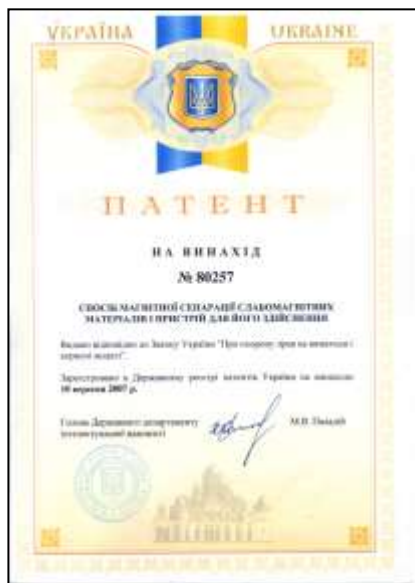 УКРАЇНА UKRAINE
ПАТЕНТ
НА ВИНАХІД
№ 80257
СПОСІБ МАГНІТНОЇ СЕПАРАЦІЇ СЛАБОМАГНІТНИХ
МАТЕРІАЛІВ І ПРИСТРІЙ ДЛЯ ЙОГО ЗДІЙСНЕННЯ
Видано відповідно до Закону України "Про охорону прав на винаходи і
корисні моделі".
Зареєстровано в Державному реєстрі патентів України на винаходи
10 вересня 2007 р.
Голова Державного департаменту
інтелектуальної власності М.В. Паладій